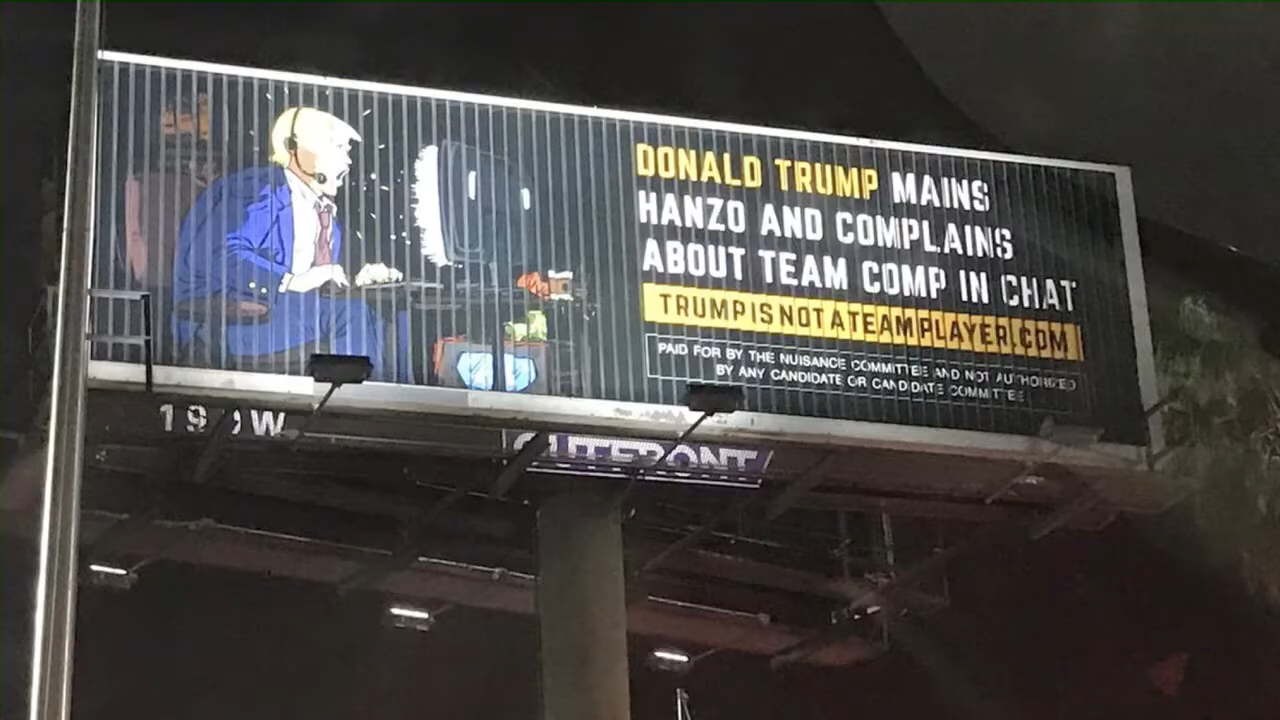 DONALD TRUMP MAINS
HANZO AND COMPLAINS
ABOUT TEAM COMP IN CHAT
TRUMPISNOTATEAMPLAYER.COM
PAID FOR BY THE NUISANCE COMMITTEE AND NOT AUTHORIZED
BY ANY CANDIDATE OR CANDIDATE COMMITTEE
OUTFRONT